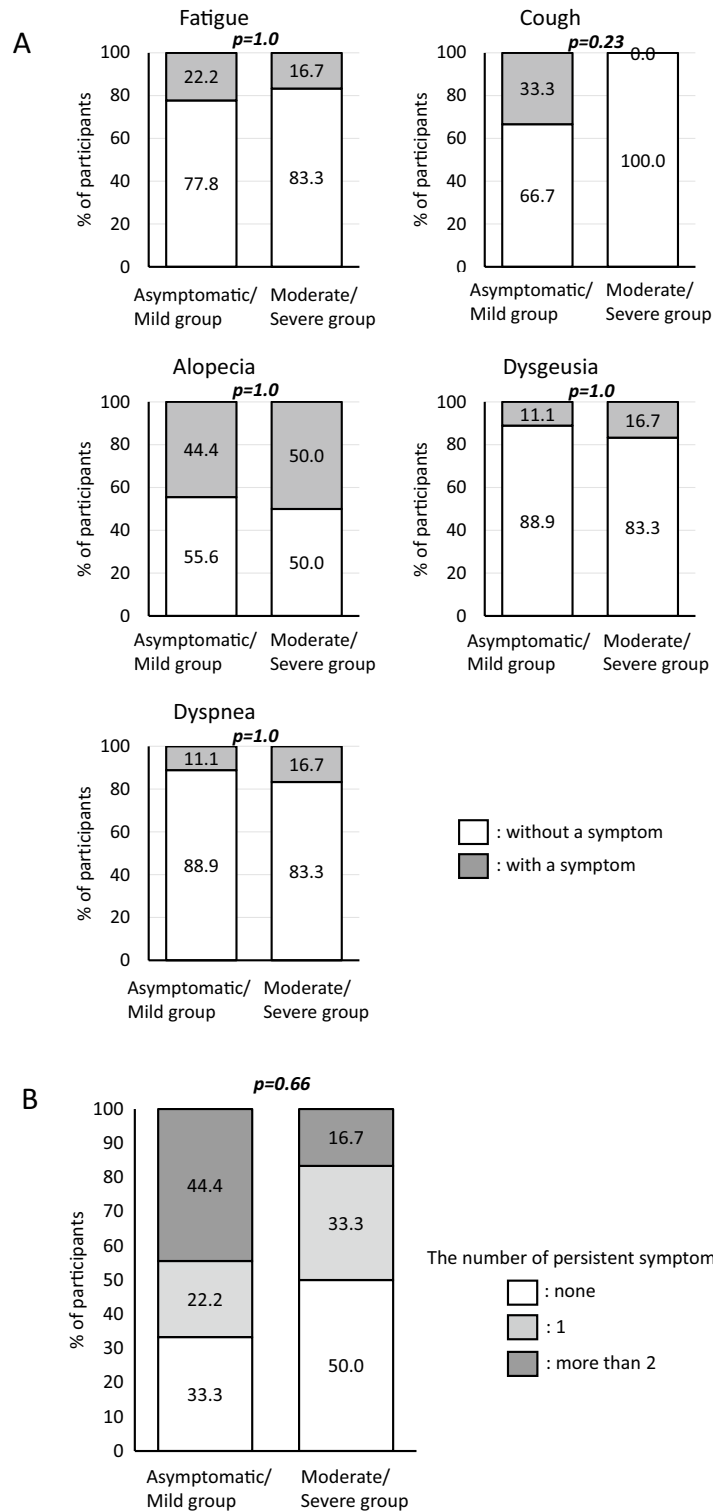 A
Fatigue
p=1.0
% of participants
100
80
60
40
20
0
22.2
16.7
77.8
83.3
Asymptomatic/
Mild group
Moderate/
Severe group
Cough
p=0.23
% of participants
100
80
60
40
20
0
33.3
0.0
66.7
100.0
Asymptomatic/
Mild group
Moderate/
Severe group
Alopecia
p=1.0
% of participants
100
80
60
40
20
0
44.4
50.0
55.6
50.0
Asymptomatic/
Mild group
Moderate/
Severe group
Dysgeusia
p=1.0
% of participants
100
80
60
40
20
0
11.1
16.7
88.9
83.3
Asymptomatic/
Mild group
Moderate/
Severe group
Dyspnea
p=1.0
% of participants
100
80
60
40
20
0
11.1
16.7
88.9
83.3
Asymptomatic/
Mild group
Moderate/
Severe group
: without a symptom
: with a symptom
B
p=0.66
% of participants
100
90
80
70
60
50
40
30
20
10
0
44.4
16.7
22.2
33.3
33.3
50.0
Asymptomatic/
Mild group
Moderate/
Severe group
The number of persistent symptom
: none
: 1
: more than 2